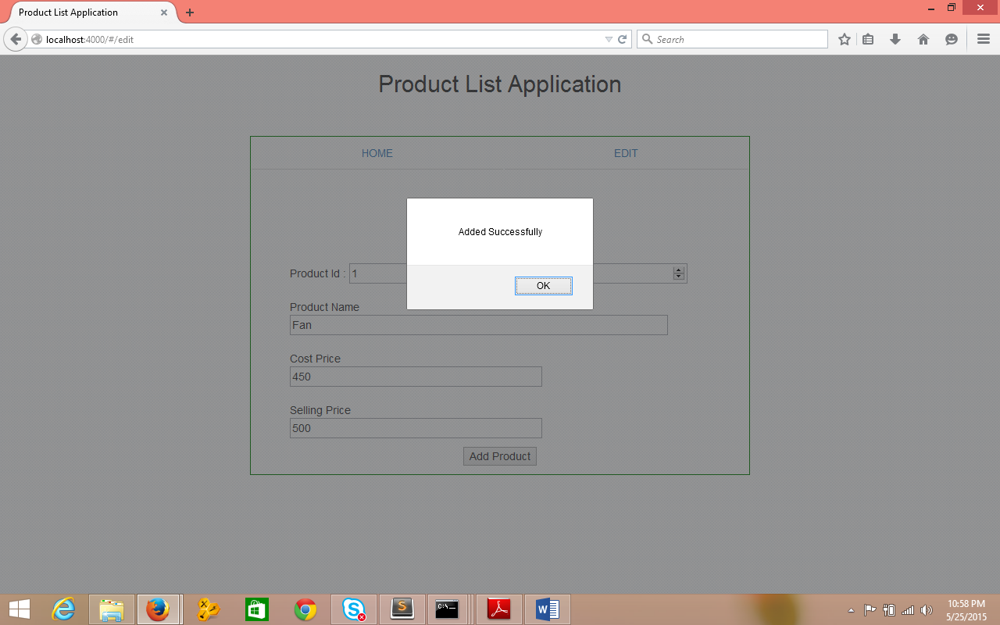 Product List Application
localhost:4000/#/edit
Search
Product List Application
HOME EDIT
Added Successfully
OK
Product Id : 1
Product Name
Fan
Cost Price
450
Selling Price
500
Add Product
10:58 PM
5/25/2015